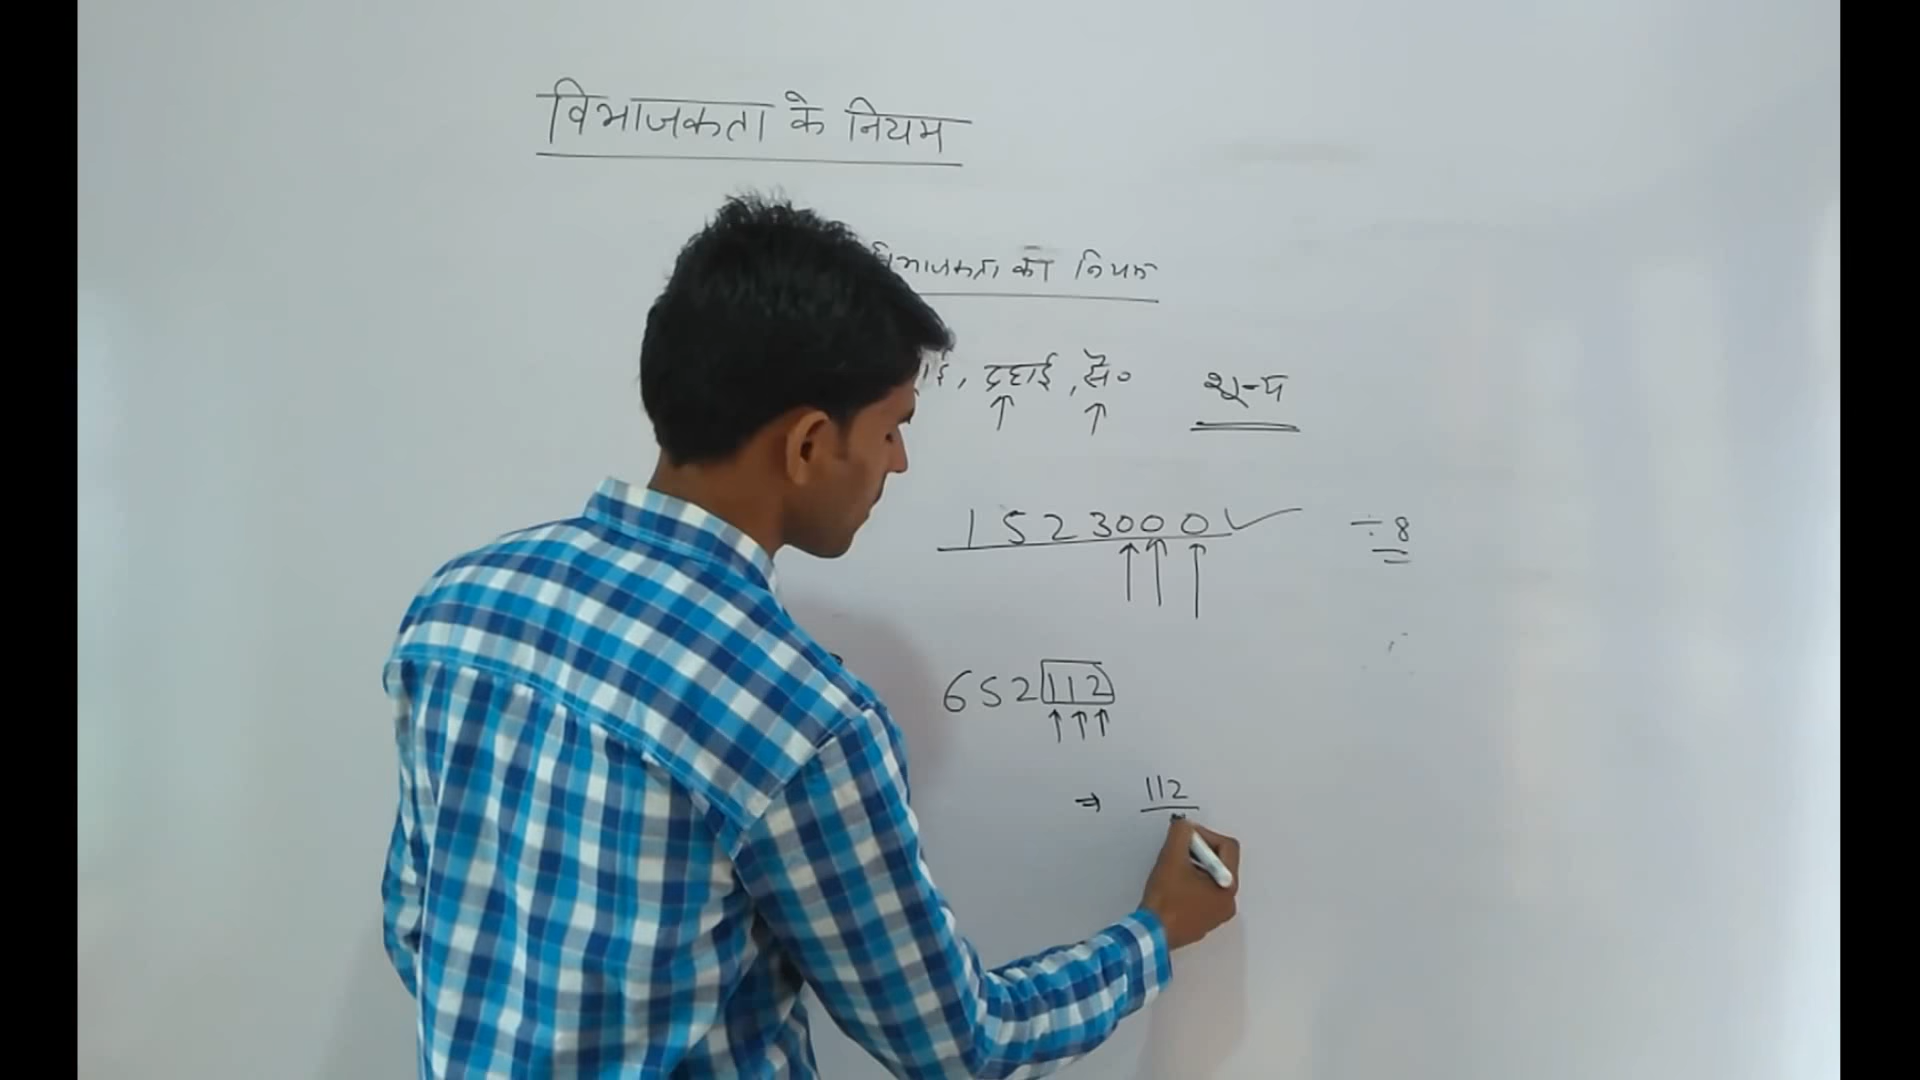 विभाजकता के नियम
विभाजकता का नियम
दहाई, सै०
शून्य
1523000 ✓ ÷8
652112
⇒ 112